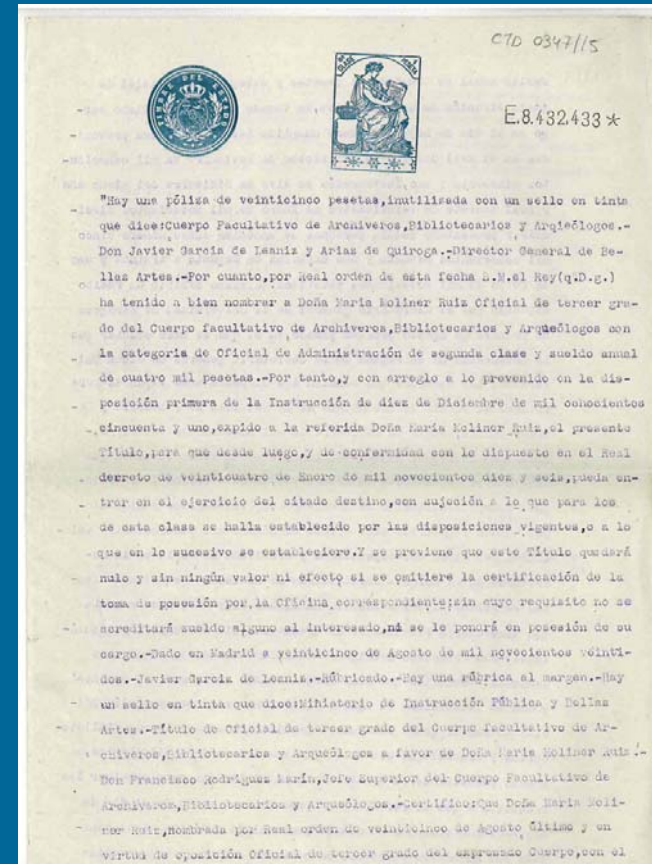 CTD 0347/15
E.8.432.433 *
"Hay una póliza de veinticinco pesetas,inutilizada con un sello en tinta
que dice:Cuerpo Facultativo de Archiveros,Bibliotecarios y Arqieólogos.-
Don Javier García de Leaniz y Arias de Quiroga.-Director General de Be-
llas Artes.-Por cuanto,por Real orden de esta fecha S.M.el Rey(q.D.g.)
ha tenido a bien nombrar a Doña Maria Moliner Ruiz Oficial de tercer gra-
do del Cuerpo facultativo de Archiveros,Bibliotecarios y Arqueólogos con
la categoria de Oficial de Administración de segunda clase y sueldo anual
de cuatro mil pesetas.-Por tanto,y con arreglo a lo prevenido en la dis-
posición primera de la Instrucción de diez de Diciembre de mil ochocientos
cincuenta y uno,expido a la referida Doña Maria Moliner Ruiz,el presente
Título,para que desde luego,y de conformidad con lo dispuesto en el Real
derreto de veinticuatro de Enero de mil novecientos diez y seis,pueda en-
trar en el ejercicio del citado destino,con sujeción a lo que para los
de esta clase se halla establecido por las disposiciones vigentes,o a lo
que en lo sucesivo se estableciere.Y se previene que este Título quedará
nulo y sin ningún valor ni efecto si se omitiere la certificación de la
toma de posesión por la Oficina correspondiente;sin cuyo requisito no se
acreditará sueldo alguno al interesado,ni se le pondrá en posesión de su
cargo.-Dado en Madrid a veinticinco de Agosto de mil novecientos veinti-
dos.-Javier García de Leaniz.-Rúbricado.-Hay una rúbrica al margen.-Hay
un sello en tinta que dice:Ministerio de Instrucción Pública y Bellas
Artes.-Título de Oficial de tercer grado del Cuerpo facultativo de Ar-
chiveros,Bibliotecarios y Arqueólogos a favor de Doña Maria Moliner Ruiz.-
Don Francisco Rodriguez Marin,Jefe Superior del Cuerpo Facultativo de
Archiveros,Bibliotecarios y Arqueólogos.-Certifico:Que Doña Maria Moli-
ner Ruiz,nombrada por Real orden de veinticinco de Agosto último y en
virtud de oposición Oficial de tercer grado del expresado Cuerpo,con el